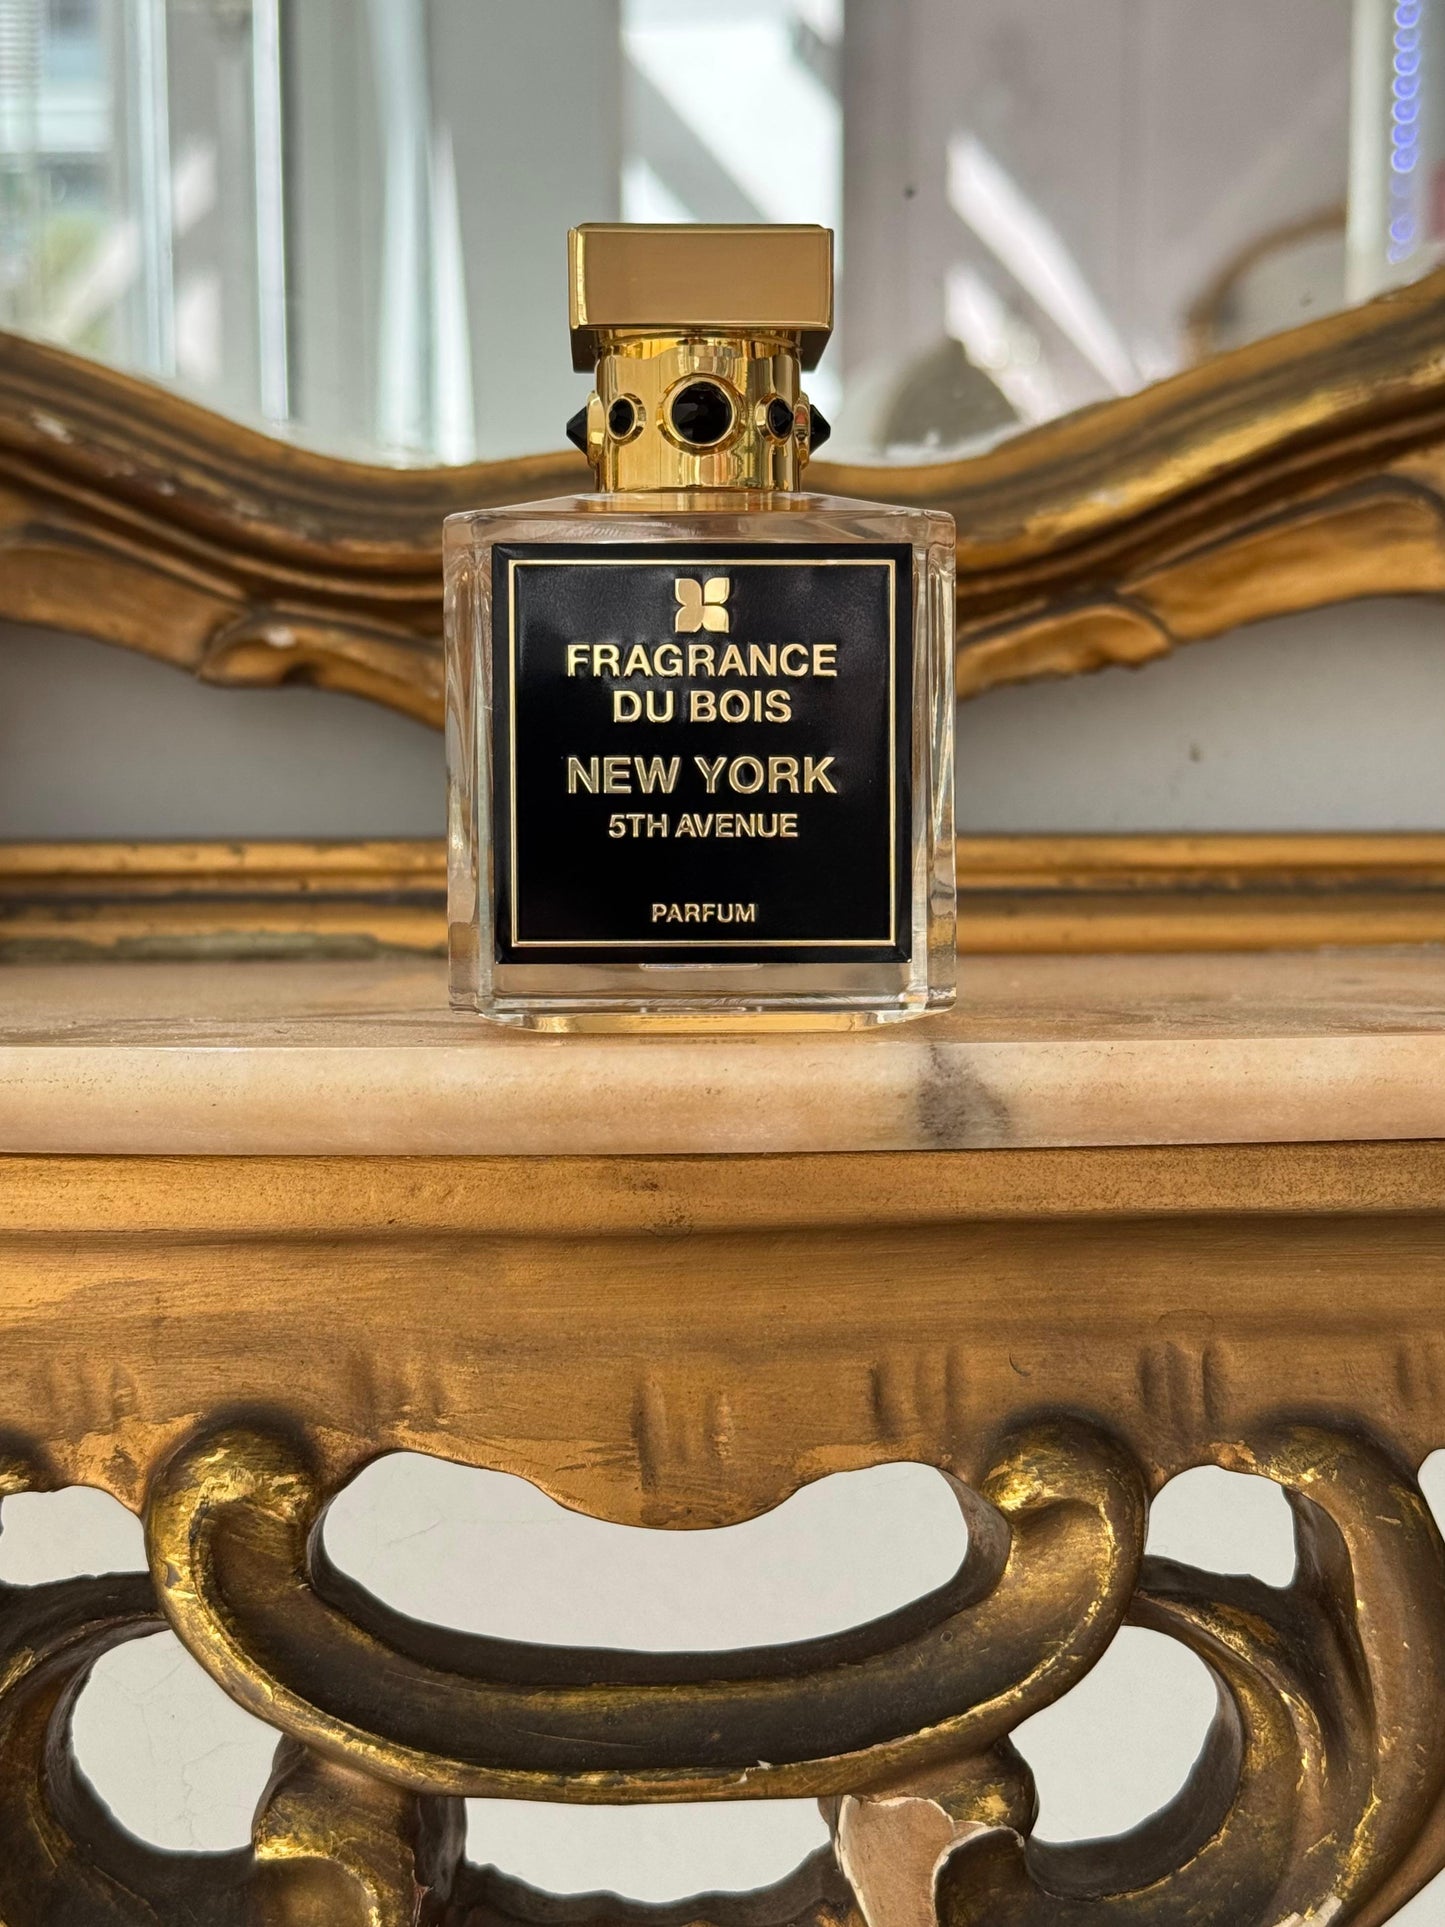 FRAGRANCE
DU BOIS
NEW YORK
5TH AVENUE
PARFUM